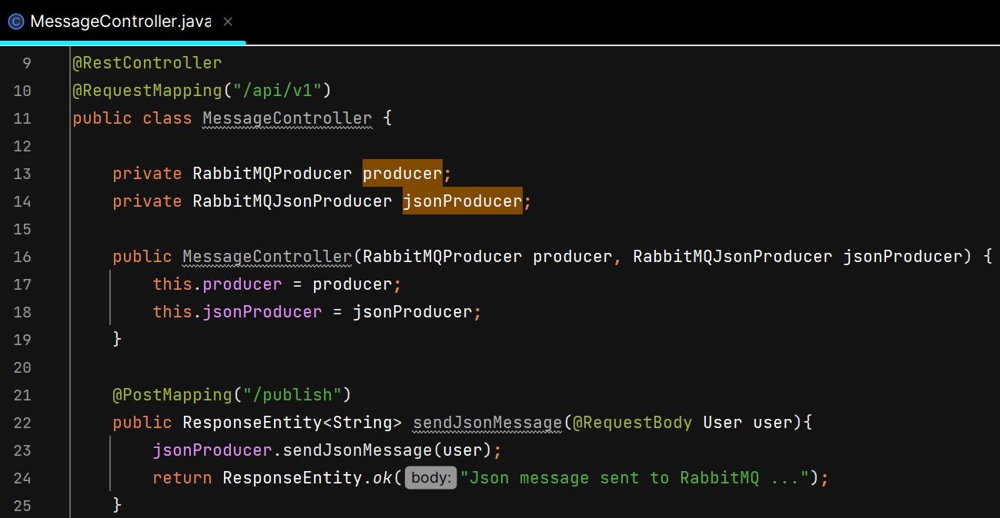 MessageController.java
9 @RestController
10 @RequestMapping("/api/v1")
11 public class MessageController {
12
13     private RabbitMQProducer producer;
14     private RabbitMQJsonProducer jsonProducer;
15
16     public MessageController(RabbitMQProducer producer, RabbitMQJsonProducer jsonProducer) {
17         this.producer = producer;
18         this.jsonProducer = jsonProducer;
19     }
20
21     @PostMapping("/publish")
22     public ResponseEntity<String> sendJsonMessage(@RequestBody User user){
23         jsonProducer.sendJsonMessage(user);
24         return ResponseEntity.ok( body: "Json message sent to RabbitMQ ...");
25     }